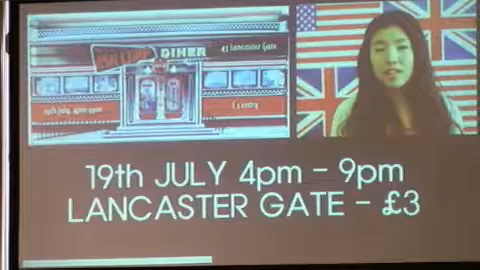 DINER
43 Lancaster Gate
19th July 4pm-9pm
£3 entry
19th JULY 4pm – 9pm
LANCASTER GATE – £3